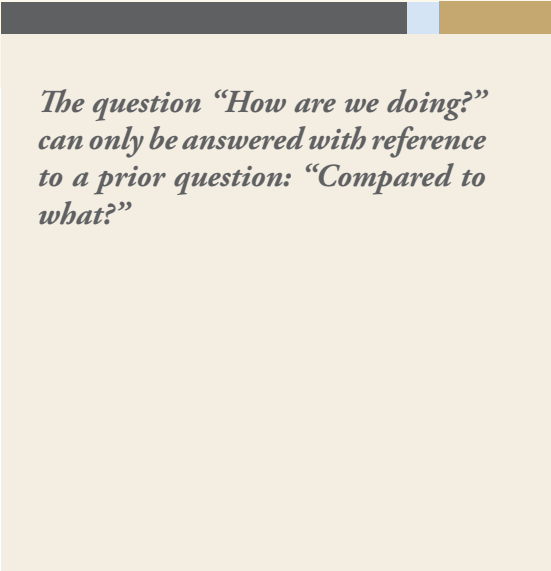 The question “How are we doing?”
can only be answered with reference
to a prior question: “Compared to
what?”